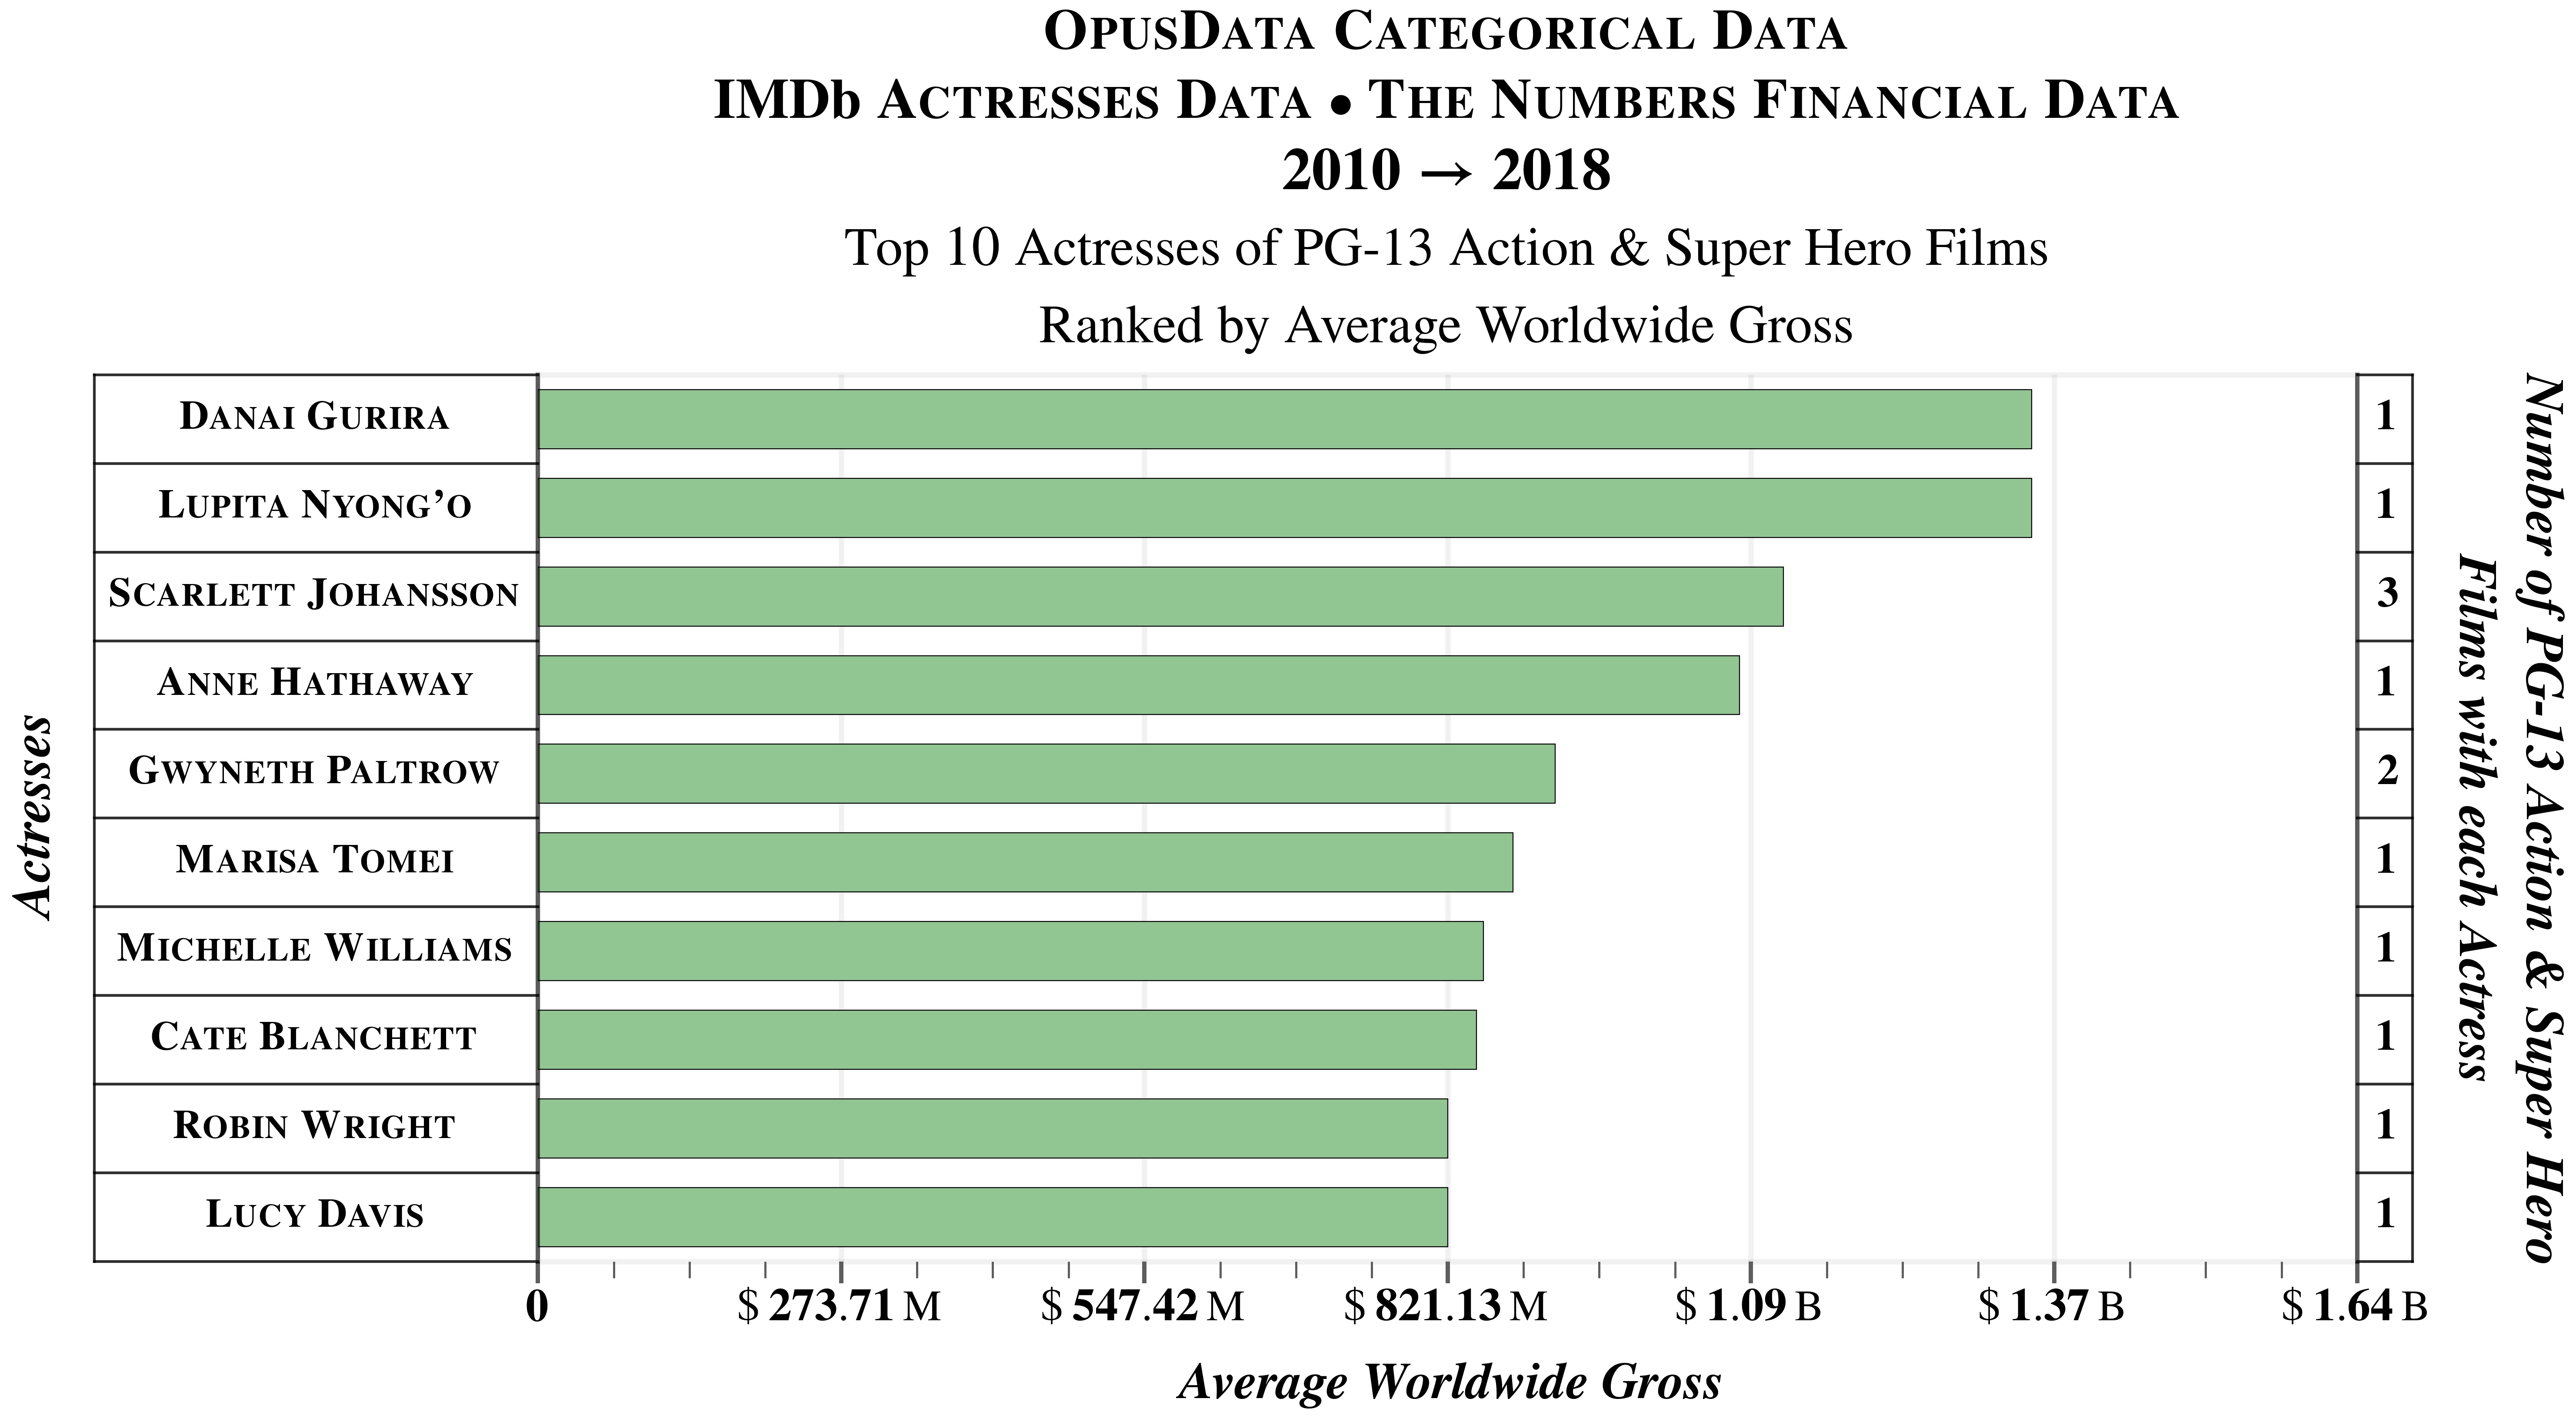 OpusData Categorical Data
IMDb Actresses Data • The Numbers Financial Data
2010 → 2018
Top 10 Actresses of PG-13 Action & Super Hero Films
Ranked by Average Worldwide Gross
Actresses
Danai Gurira 1
Lupita Nyong’o 1
Scarlett Johansson 3
Anne Hathaway 1
Gwyneth Paltrow 2
Marisa Tomei 1
Michelle Williams 1
Cate Blanchett 1
Robin Wright 1
Lucy Davis 1
Number of PG-13 Action & Super Hero
Films with each Actress
0 $ 273.71 M $ 547.42 M $ 821.13 M $ 1.09 B $ 1.37 B $ 1.64 B
Average Worldwide Gross